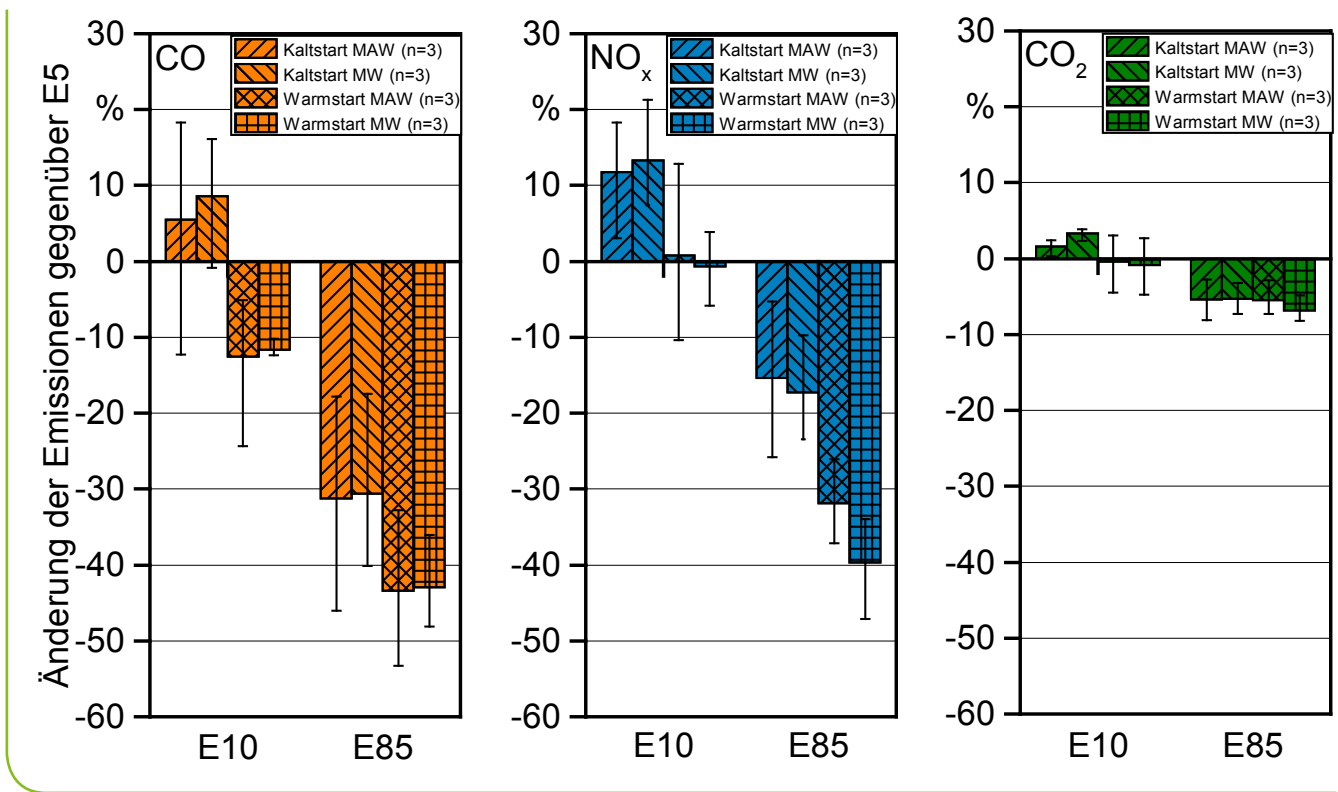 Änderung der Emissionen gegenüber E5
30
%
10
0
-10
-20
-30
-40
-50
-60
CO
Kaltstart MAW (n=3)
Kaltstart MW (n=3)
Warmstart MAW (n=3)
Warmstart MW (n=3)
E10 E85
30
%
10
0
-10
-20
-30
-40
-50
-60
NOx
Kaltstart MAW (n=3)
Kaltstart MW (n=3)
Warmstart MAW (n=3)
Warmstart MW (n=3)
E10 E85
30
%
10
0
-10
-20
-30
-40
-50
-60
CO2
Kaltstart MAW (n=3)
Kaltstart MW (n=3)
Warmstart MAW (n=3)
Warmstart MW (n=3)
E10 E85